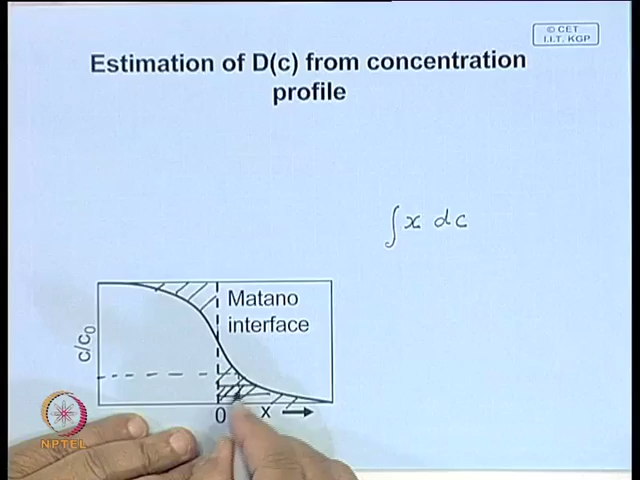 © CET
I.I.T. KGP
Estimation of D(c) from concentration
profile
∫ x dc
Matano
interface
c/c₀
0 x
NPTEL